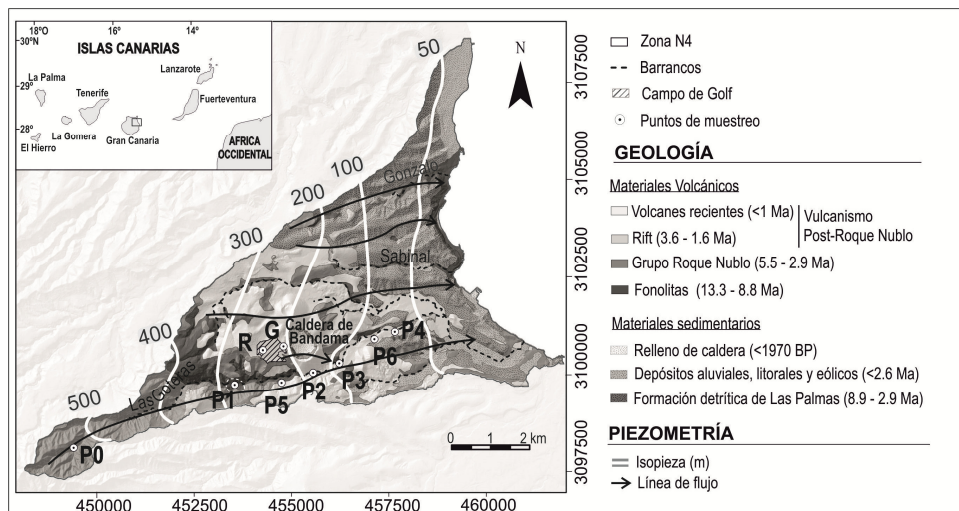 18ºO
16º
14º
30ºN
29º
28º
ISLAS CANARIAS
La Palma
Tenerife
Lanzarote
Fuerteventura
La Gomera
El Hierro
Gran Canaria
AFRICA
OCCIDENTAL
N
50
100
200
300
400
500
Gonzalo
Sabinal
Las Goteras
Caldera de
Bandama
R
G
P0
P1
P5
P2
P3
P6
P4
0 1 2 km
450000 452500 455000 457500 460000
3107500
3105000
3102500
3100000
3097500
Zona N4
Barrancos
Campo de Golf
Puntos de muestreo
GEOLOGÍA
Materiales Volcánicos
Volcanes recientes (<1 Ma)
Rift (3.6 - 1.6 Ma)
Vulcanismo
Post-Roque Nublo
Grupo Roque Nublo (5.5 - 2.9 Ma)
Fonolitas (13.3 - 8.8 Ma)
Materiales sedimentarios
Relleno de caldera (<1970 BP)
Depósitos aluviales, litorales y eólicos (<2.6 Ma)
Formación detrítica de Las Palmas (8.9 - 2.9 Ma)
PIEZOMETRÍA
Isopieza (m)
Línea de flujo